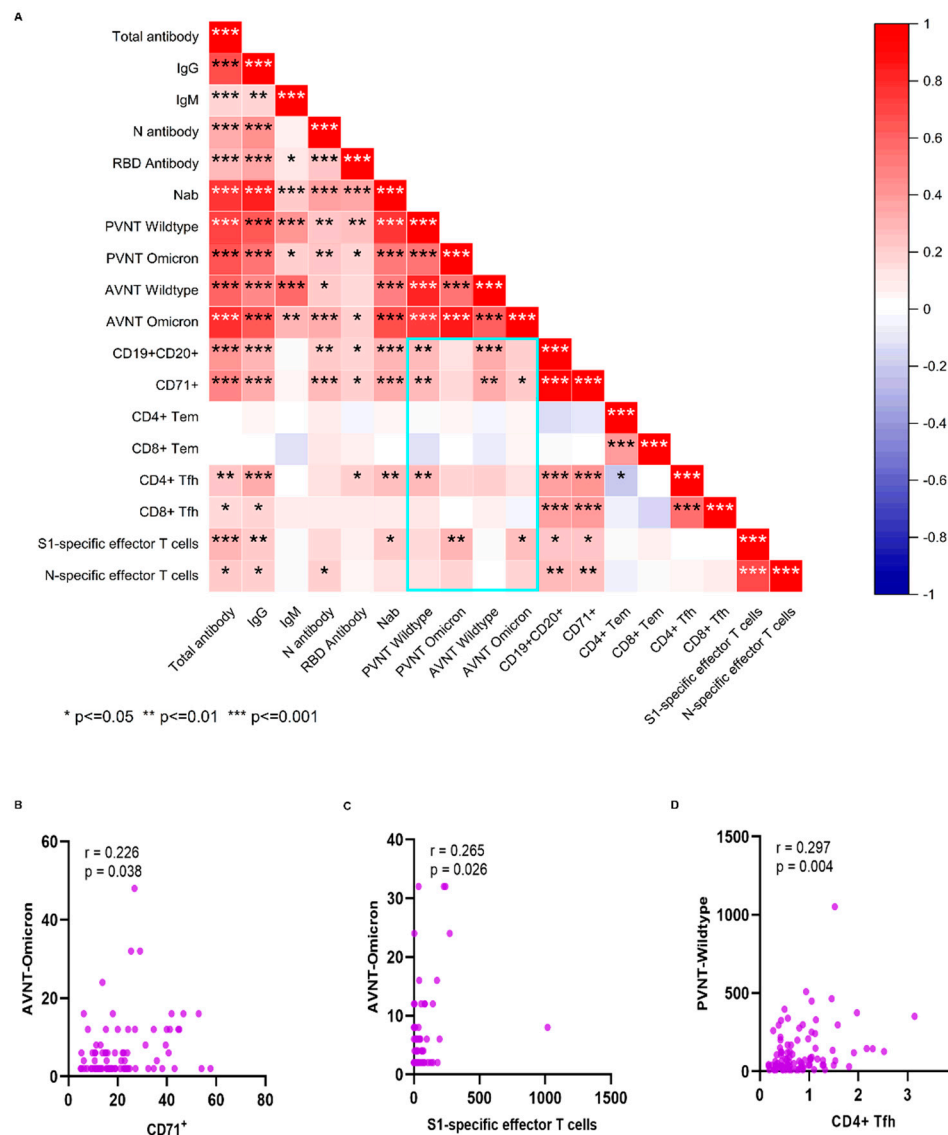 A
Total antibody
***
IgG
*** ***
IgM
*** ** ***
N antibody
*** *** ***
RBD Antibody
*** *** * *** ***
Nab
*** *** *** *** *** ***
PVNT Wildtype
*** *** *** ** ** *** ***
PVNT Omicron
*** *** * ** * *** *** ***
AVNT Wildtype
*** *** *** * *** *** *** ***
AVNT Omicron
*** *** ** *** * *** *** *** *** ***
CD19+CD20+
*** *** ** * *** ** *** ***
CD71+
*** *** *** * *** ** ** * *** ***
CD4+ Tem
***
CD8+ Tem
*** ***
CD4+ Tfh
** *** * ** ** *** *** * ***
CD8+ Tfh
* * *** *** *** ***
S1-specific effector T cells
*** ** * ** * * * ***
N-specific effector T cells
* * * ** ** *** ***
Total antibody
IgG
IgM
N antibody
RBD Antibody
Nab
PVNT Wildtype
PVNT Omicron
AVNT Wildtype
AVNT Omicron
CD19+CD20+
CD71+
CD4+ Tem
CD8+ Tem
CD4+ Tfh
CD8+ Tfh
S1-specific effector T cells
N-specific effector T cells
1
0.8
0.6
0.4
0.2
0
-0.2
-0.4
-0.6
-0.8
-1
* p<=0.05 ** p<=0.01 *** p<=0.001
B
r = 0.226
p = 0.038
AVNT-Omicron
60
40
20
0
0 20 40 60 80
CD71+
C
r = 0.265
p = 0.026
AVNT-Omicron
40
30
20
10
0
0 500 1000 1500
S1-specific effector T cells
D
r = 0.297
p = 0.004
PVNT-Wildtype
1500
1000
500
0
0 1 2 3
CD4+ Tfh